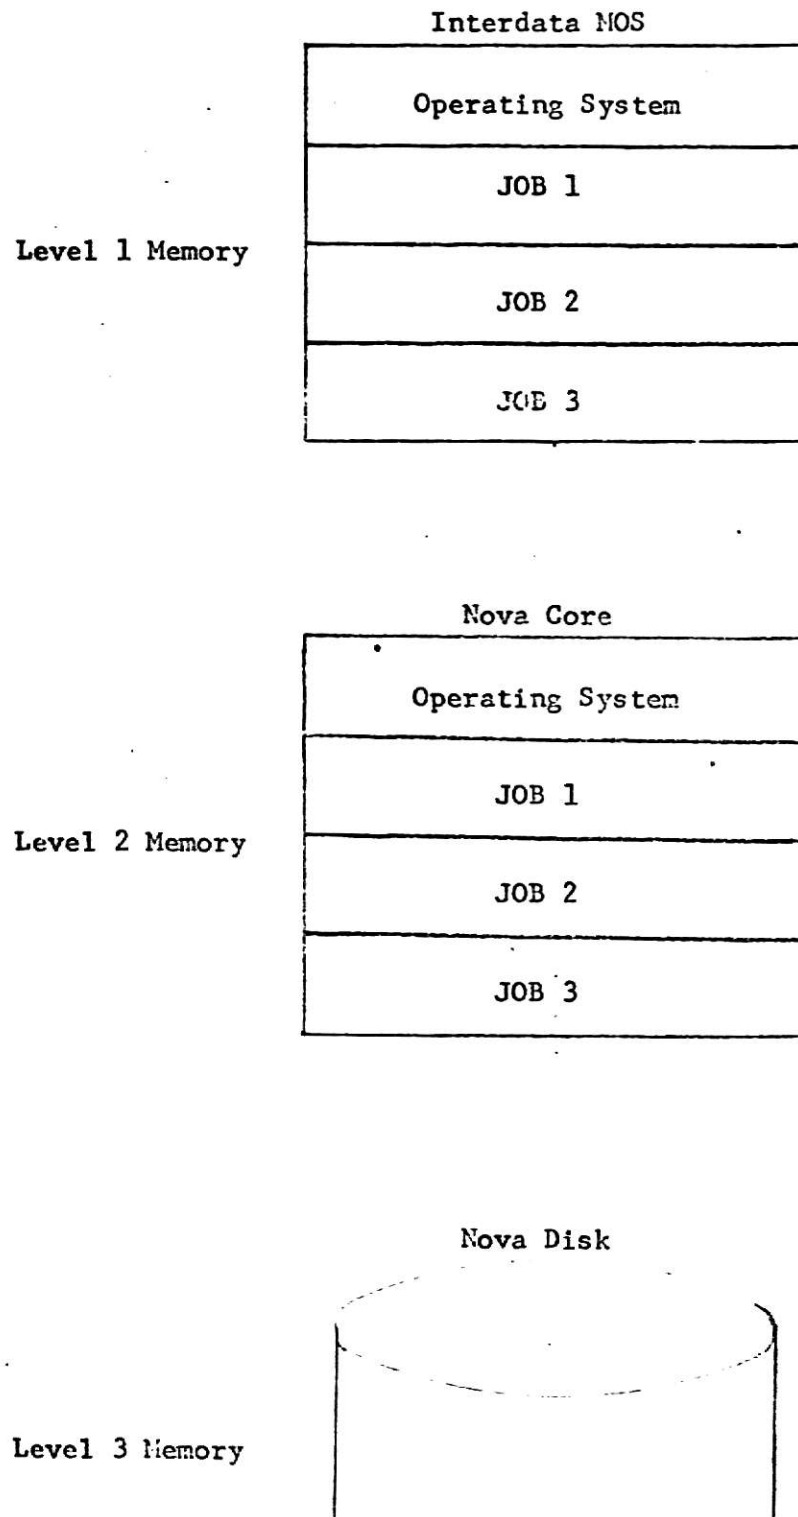 Interdata MOS
Operating System
JOB 1
Level 1 Memory
JOB 2
JOB 3
Nova Core
Operating System
JOB 1
Level 2 Memory
JOB 2
JOB 3
Nova Disk
Level 3 Memory